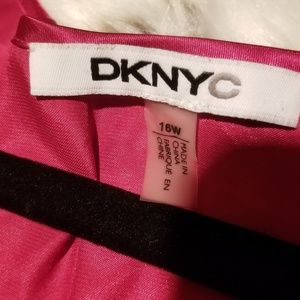 DKNYC
16W
MADE IN
CHINA
FABRIQUE EN
CHINE